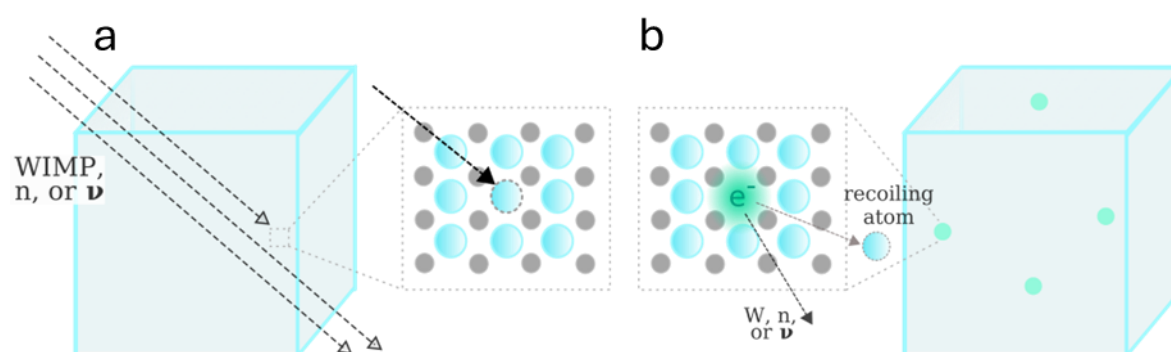 a
b
WIMP,
n, or ν
e⁻
recoiling
atom
W, n,
or ν